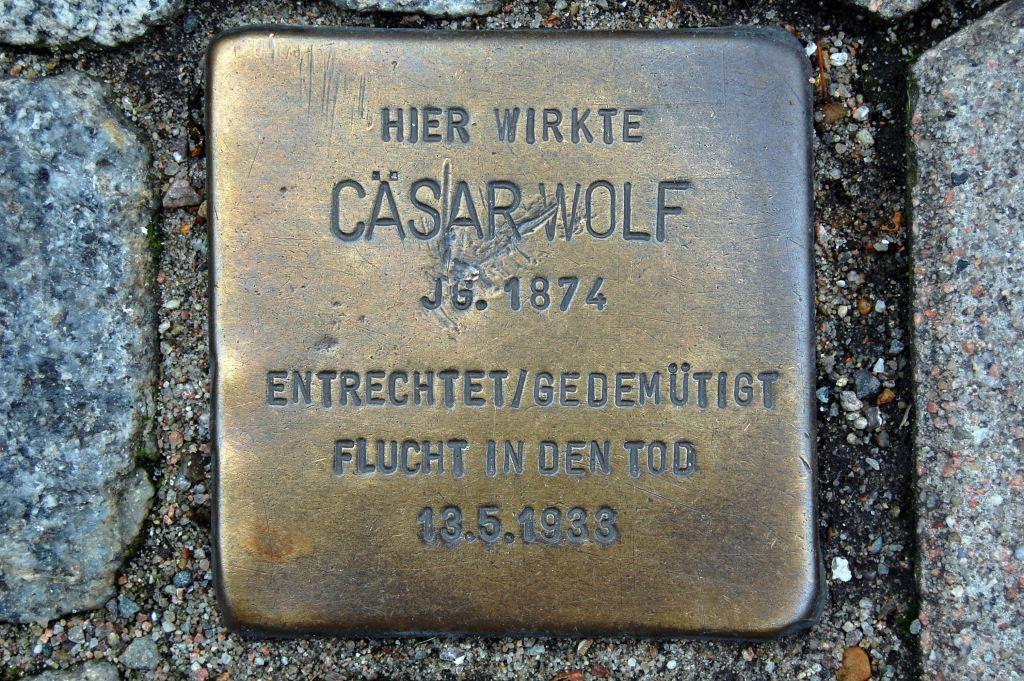 HIER WIRKTE
CÄSAR WOLF
JG. 1874
ENTRECHTET/GEDEMÜTIGT
FLUCHT IN DEN TOD
13.5.1933